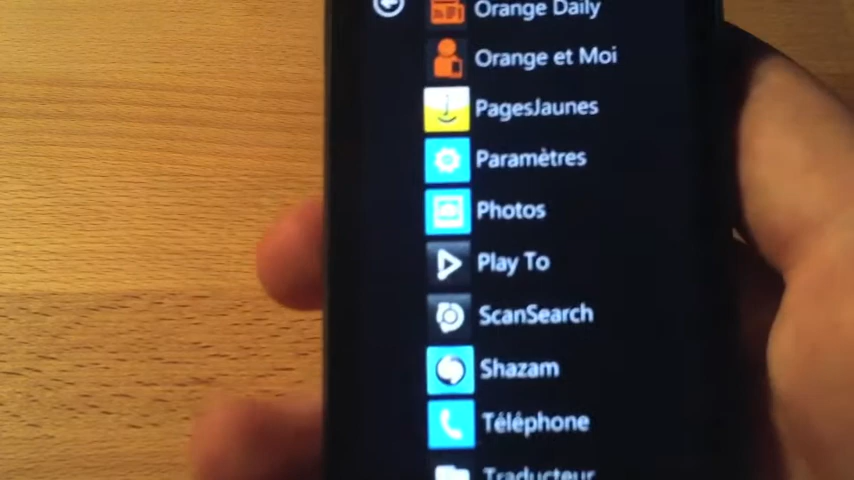 Orange Daily
Orange et Moi
PagesJaunes
Paramètres
Photos
Play To
ScanSearch
Shazam
Téléphone
Traducteur